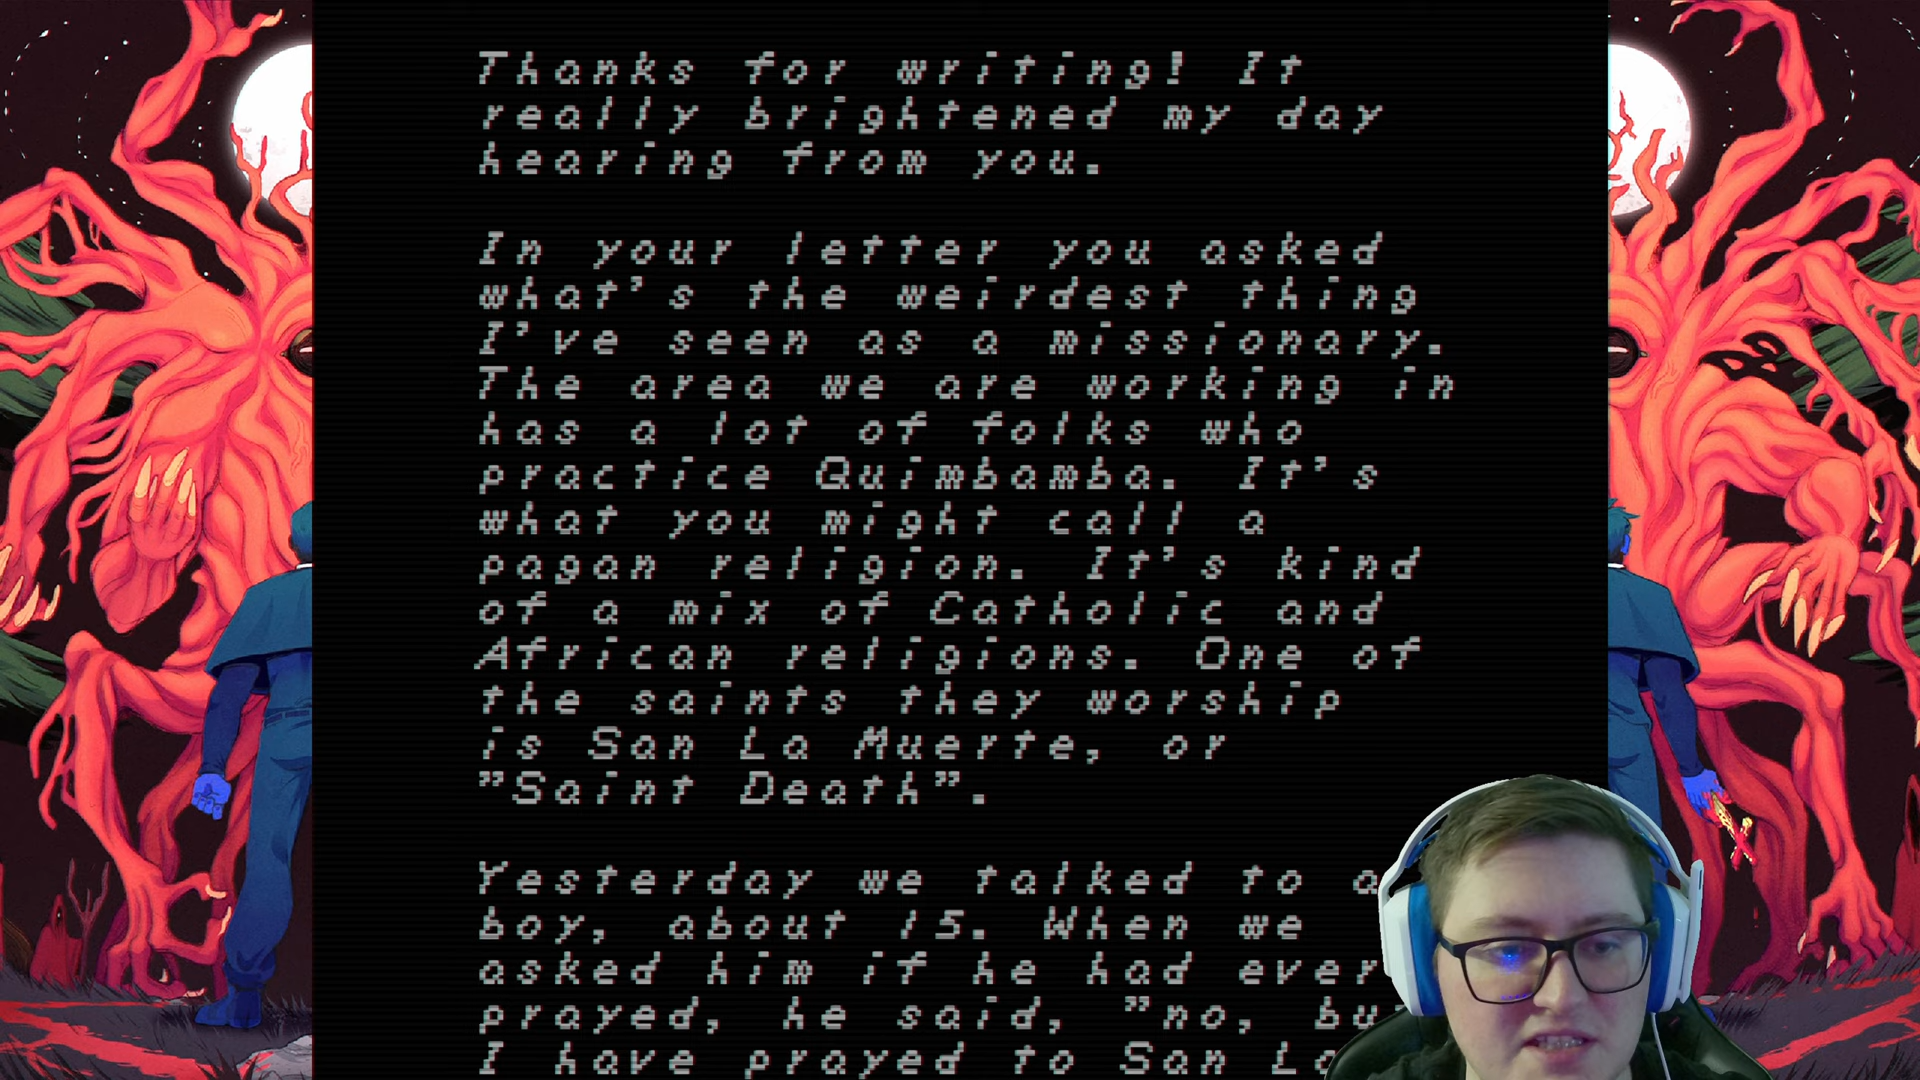 Thanks for writing! It
really brightened my day
hearing from you.
In your letter you asked
what's the weirdest thing
I've seen as a missionary.
The area we are working in
has a lot of folks who
practice Quimbamba. It's
what you might call a
pagan religion. It's kind
of a mix of Catholic and
African religions. One of
the saints they worship
is San La Muerte, or
"Saint Death".
Yesterday we talked to a
boy, about 15. When we
asked him if he had ever
prayed, he said, "no,
I have prayed to San